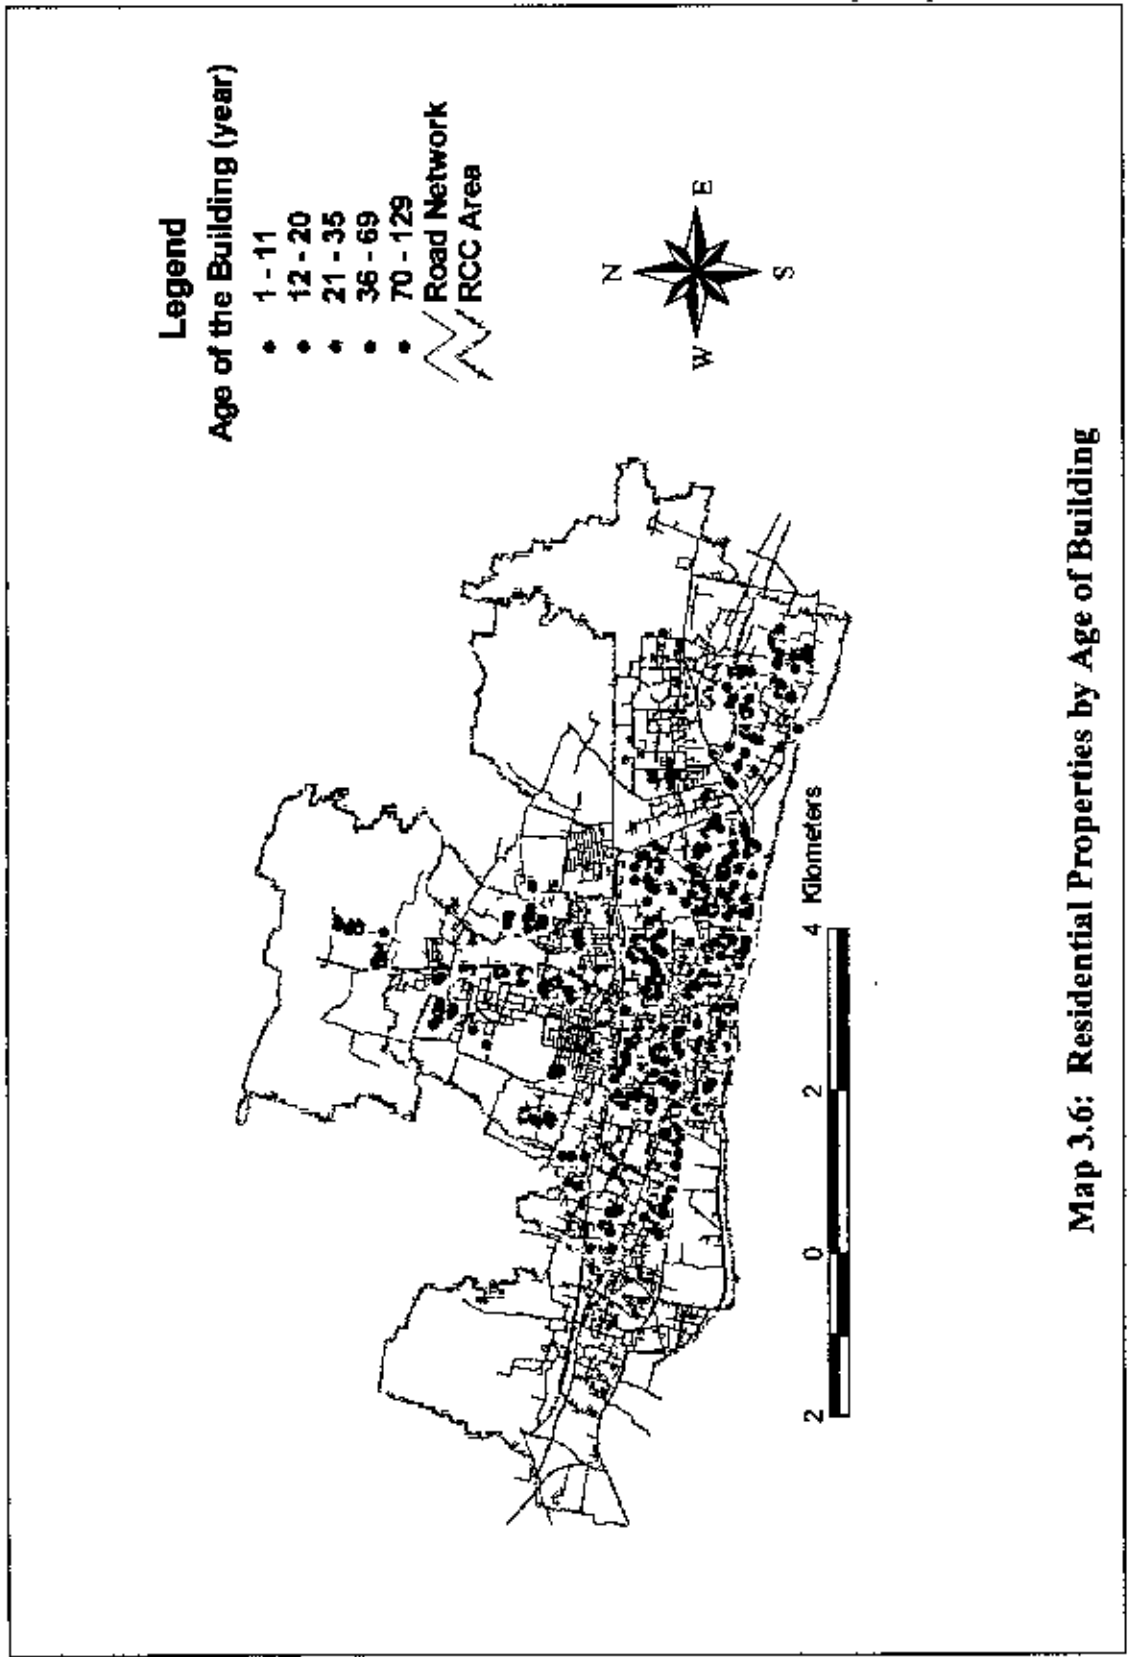 Legend
Age of the Building (year)
1 - 11
12 - 20
21 - 35
36 - 69
70 - 129
Road Network
RCC Area
N
W
E
S
2 0 2 4 Kilometers
Map 3.6: Residential Properties by Age of Building